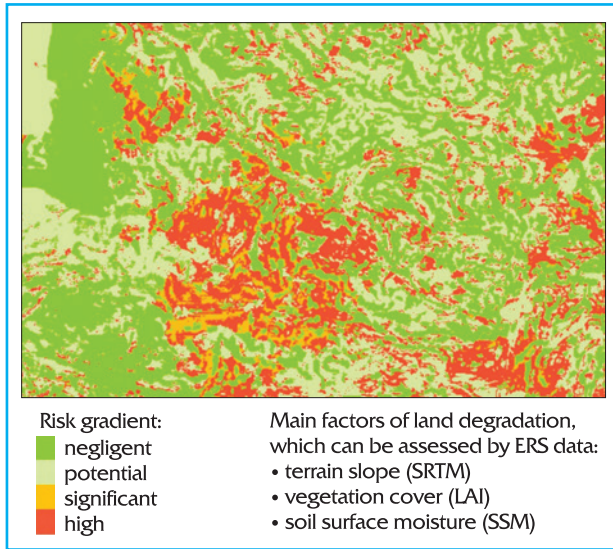 Risk gradient:
negligent
potential
significant
high
Main factors of land degradation,
which can be assessed by ERS data:
• terrain slope (SRTM)
• vegetation cover (LAI)
• soil surface moisture (SSM)